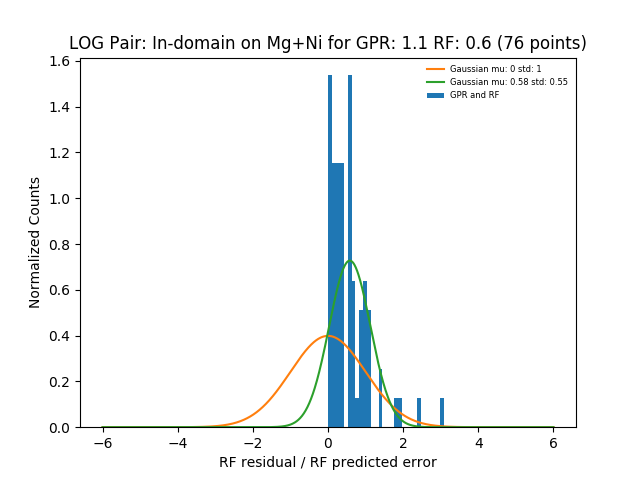 LOG Pair: In-domain on Mg+Ni for GPR: 1.1 RF: 0.6 (76 points)
Gaussian mu: 0 std: 1
Gaussian mu: 0.58 std: 0.55
GPR and RF
Normalized Counts
1.6
1.4
1.2
1.0
0.8
0.6
0.4
0.2
0.0
−6 −4 −2 0 2 4 6
RF residual / RF predicted error